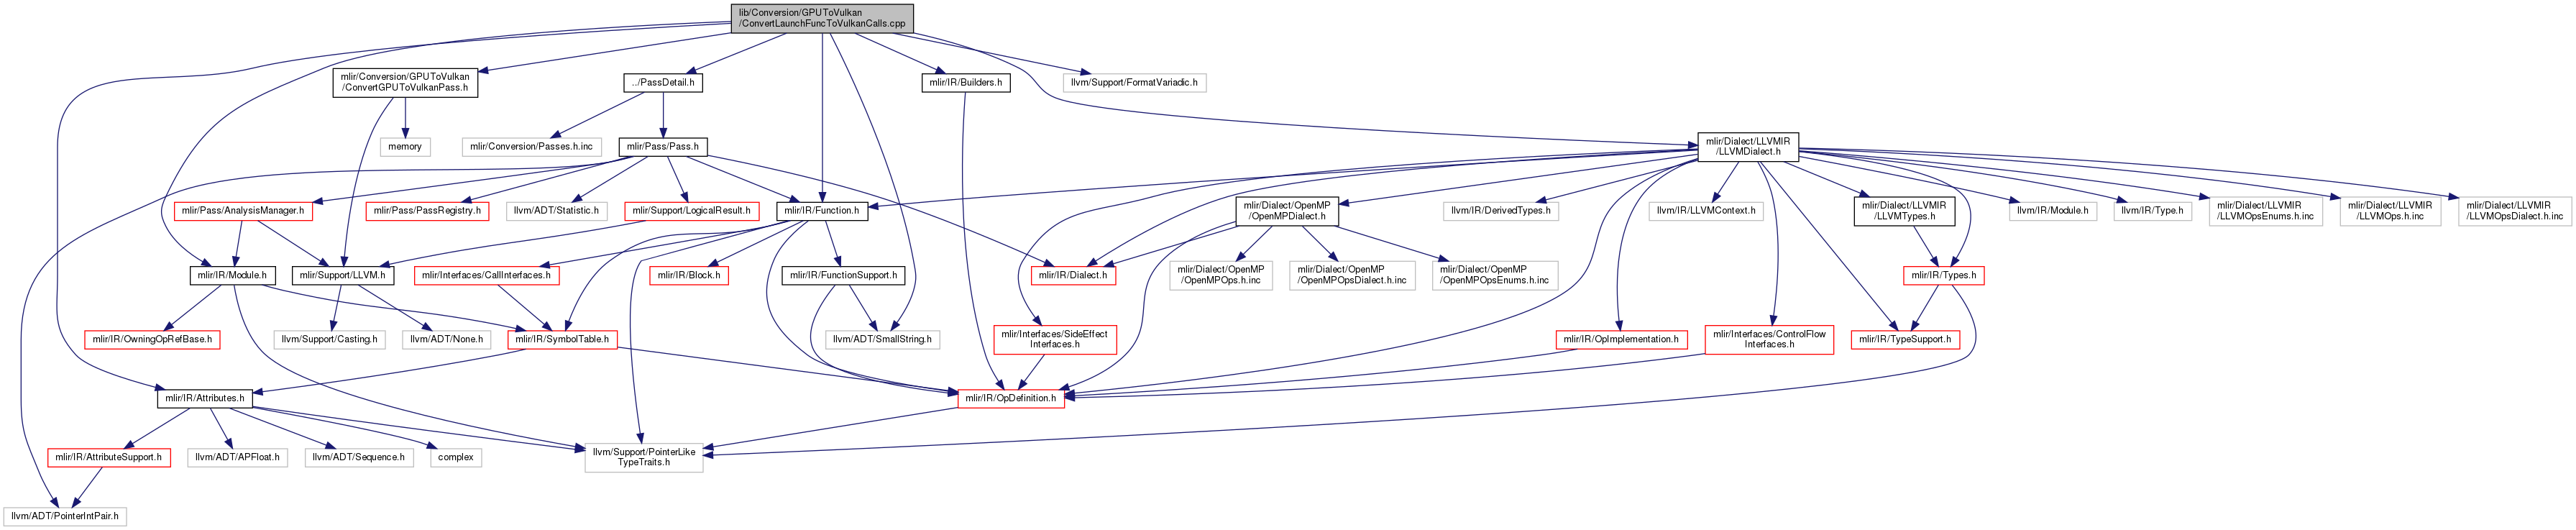 lib/Conversion/GPUToVulkan
/ConvertLaunchFuncToVulkanCalls.cpp
mlir/Conversion/GPUToVulkan
/ConvertGPUToVulkanPass.h
../PassDetail.h
mlir/IR/Builders.h
llvm/Support/FormatVariadic.h
memory
mlir/Conversion/Passes.h.inc
mlir/Pass/Pass.h
mlir/Dialect/LLVMIR
/LLVMDialect.h
mlir/Pass/AnalysisManager.h
mlir/Pass/PassRegistry.h
llvm/ADT/Statistic.h
mlir/Support/LogicalResult.h
mlir/IR/Function.h
mlir/Dialect/OpenMP
/OpenMPDialect.h
llvm/IR/DerivedTypes.h
llvm/IR/LLVMContext.h
mlir/Dialect/LLVMIR
/LLVMTypes.h
llvm/IR/Module.h
llvm/IR/Type.h
mlir/Dialect/LLVMIR
/LLVMOpsEnums.h.inc
mlir/Dialect/LLVMIR
/LLVMOps.h.inc
mlir/Dialect/LLVMIR
/LLVMOpsDialect.h.inc
mlir/IR/Module.h
mlir/Support/LLVM.h
mlir/Interfaces/CallInterfaces.h
mlir/IR/Block.h
mlir/IR/FunctionSupport.h
mlir/IR/Dialect.h
mlir/Dialect/OpenMP
/OpenMPOps.h.inc
mlir/Dialect/OpenMP
/OpenMPOpsDialect.h.inc
mlir/Dialect/OpenMP
/OpenMPOpsEnums.h.inc
mlir/IR/Types.h
mlir/IR/OwningOpRefBase.h
llvm/Support/Casting.h
llvm/ADT/None.h
mlir/IR/SymbolTable.h
llvm/ADT/SmallString.h
mlir/Interfaces/SideEffect
Interfaces.h
mlir/IR/OpImplementation.h
mlir/Interfaces/ControlFlow
Interfaces.h
mlir/IR/TypeSupport.h
mlir/IR/Attributes.h
mlir/IR/OpDefinition.h
mlir/IR/AttributeSupport.h
llvm/ADT/APFloat.h
llvm/ADT/Sequence.h
complex
llvm/Support/PointerLike
TypeTraits.h
llvm/ADT/PointerIntPair.h